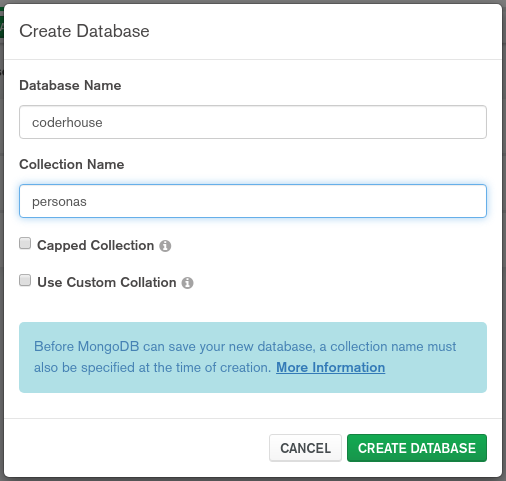 Create Database
Database Name
coderhouse
Collection Name
personas
Capped Collection
Use Custom Collation
Before MongoDB can save your new database, a collection name must
also be specified at the time of creation. More Information
CANCEL
CREATE DATABASE